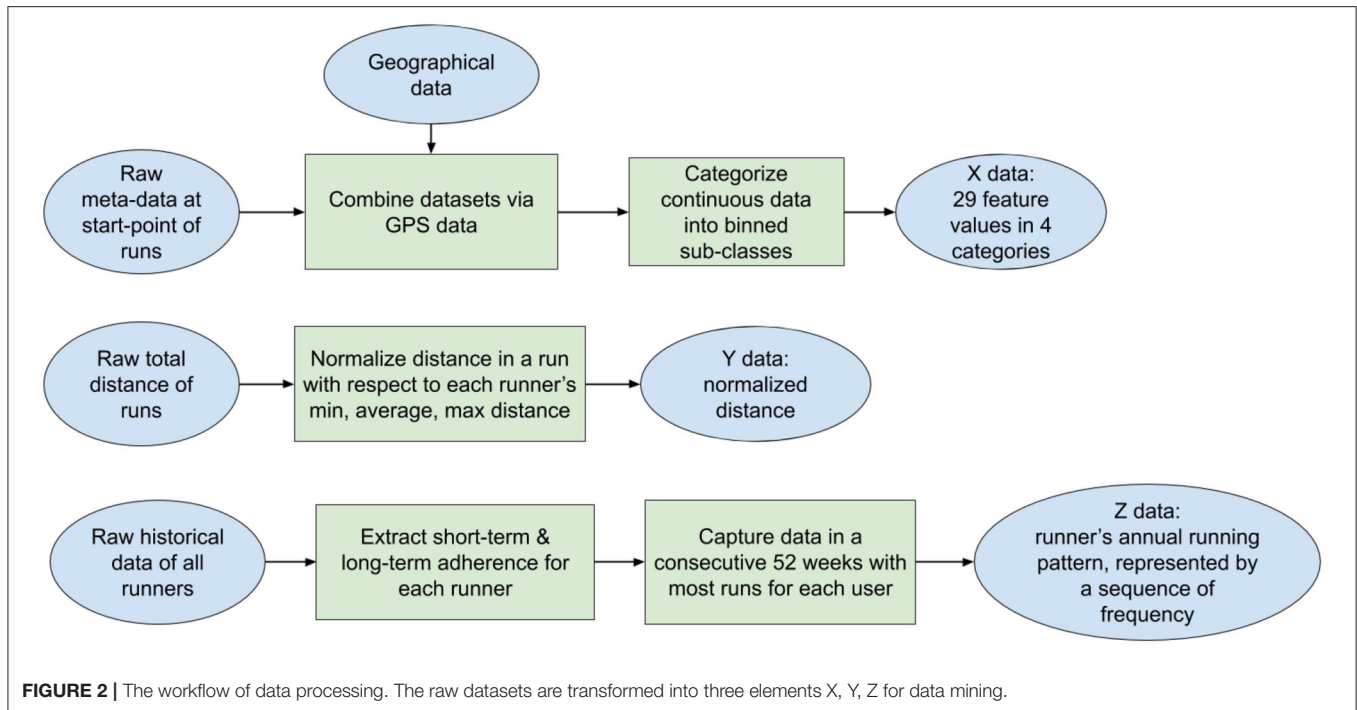 Geographical
data
Raw
meta-data at
start-point of
runs
Combine datasets via
GPS data
Categorize
continuous data
into binned
sub-classes
X data:
29 feature
values in 4
categories
Raw total
distance of
runs
Normalize distance in a run
with respect to each runner's
min, average, max distance
Y data:
normalized
distance
Raw historical
data of all
runners
Extract short-term &
long-term adherence for
each runner
Capture data in a
consecutive 52 weeks with
most runs for each user
Z data:
runner's annual running
pattern, represented by
a sequence of
frequency
FIGURE 2 | The workflow of data processing. The raw datasets are transformed into three elements X, Y, Z for data mining.